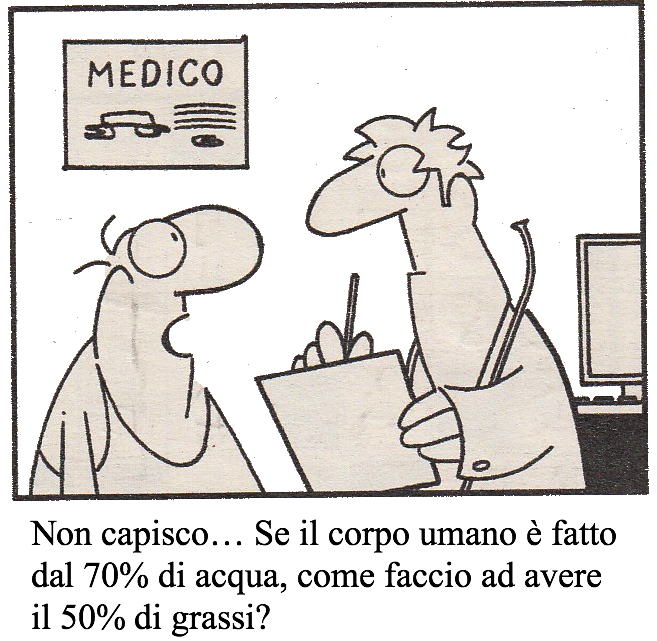 MEDICO
Non capisco… Se il corpo umano è fatto
dal 70% di acqua, come faccio ad avere
il 50% di grassi?